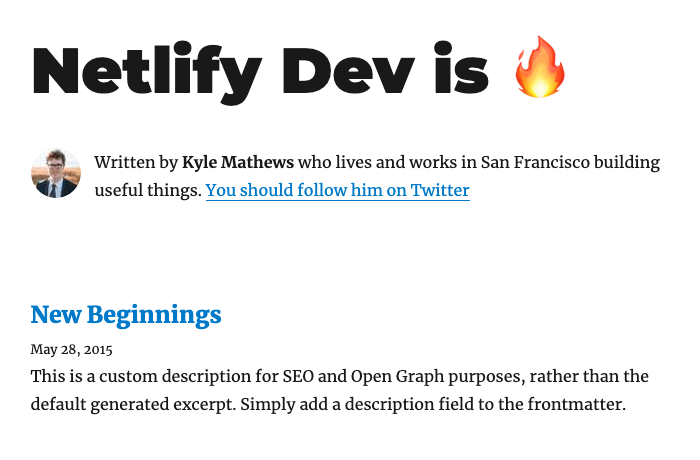 Netlify Dev is 🔥
Written by Kyle Mathews who lives and works in San Francisco building
useful things. You should follow him on Twitter
New Beginnings
May 28, 2015
This is a custom description for SEO and Open Graph purposes, rather than the
default generated excerpt. Simply add a description field to the frontmatter.